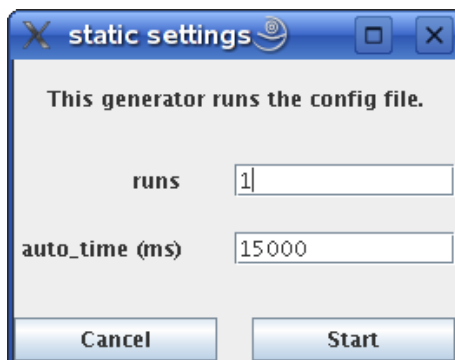 static settings
This generator runs the config file.
runs 1
auto_time (ms) 15000
Cancel Start